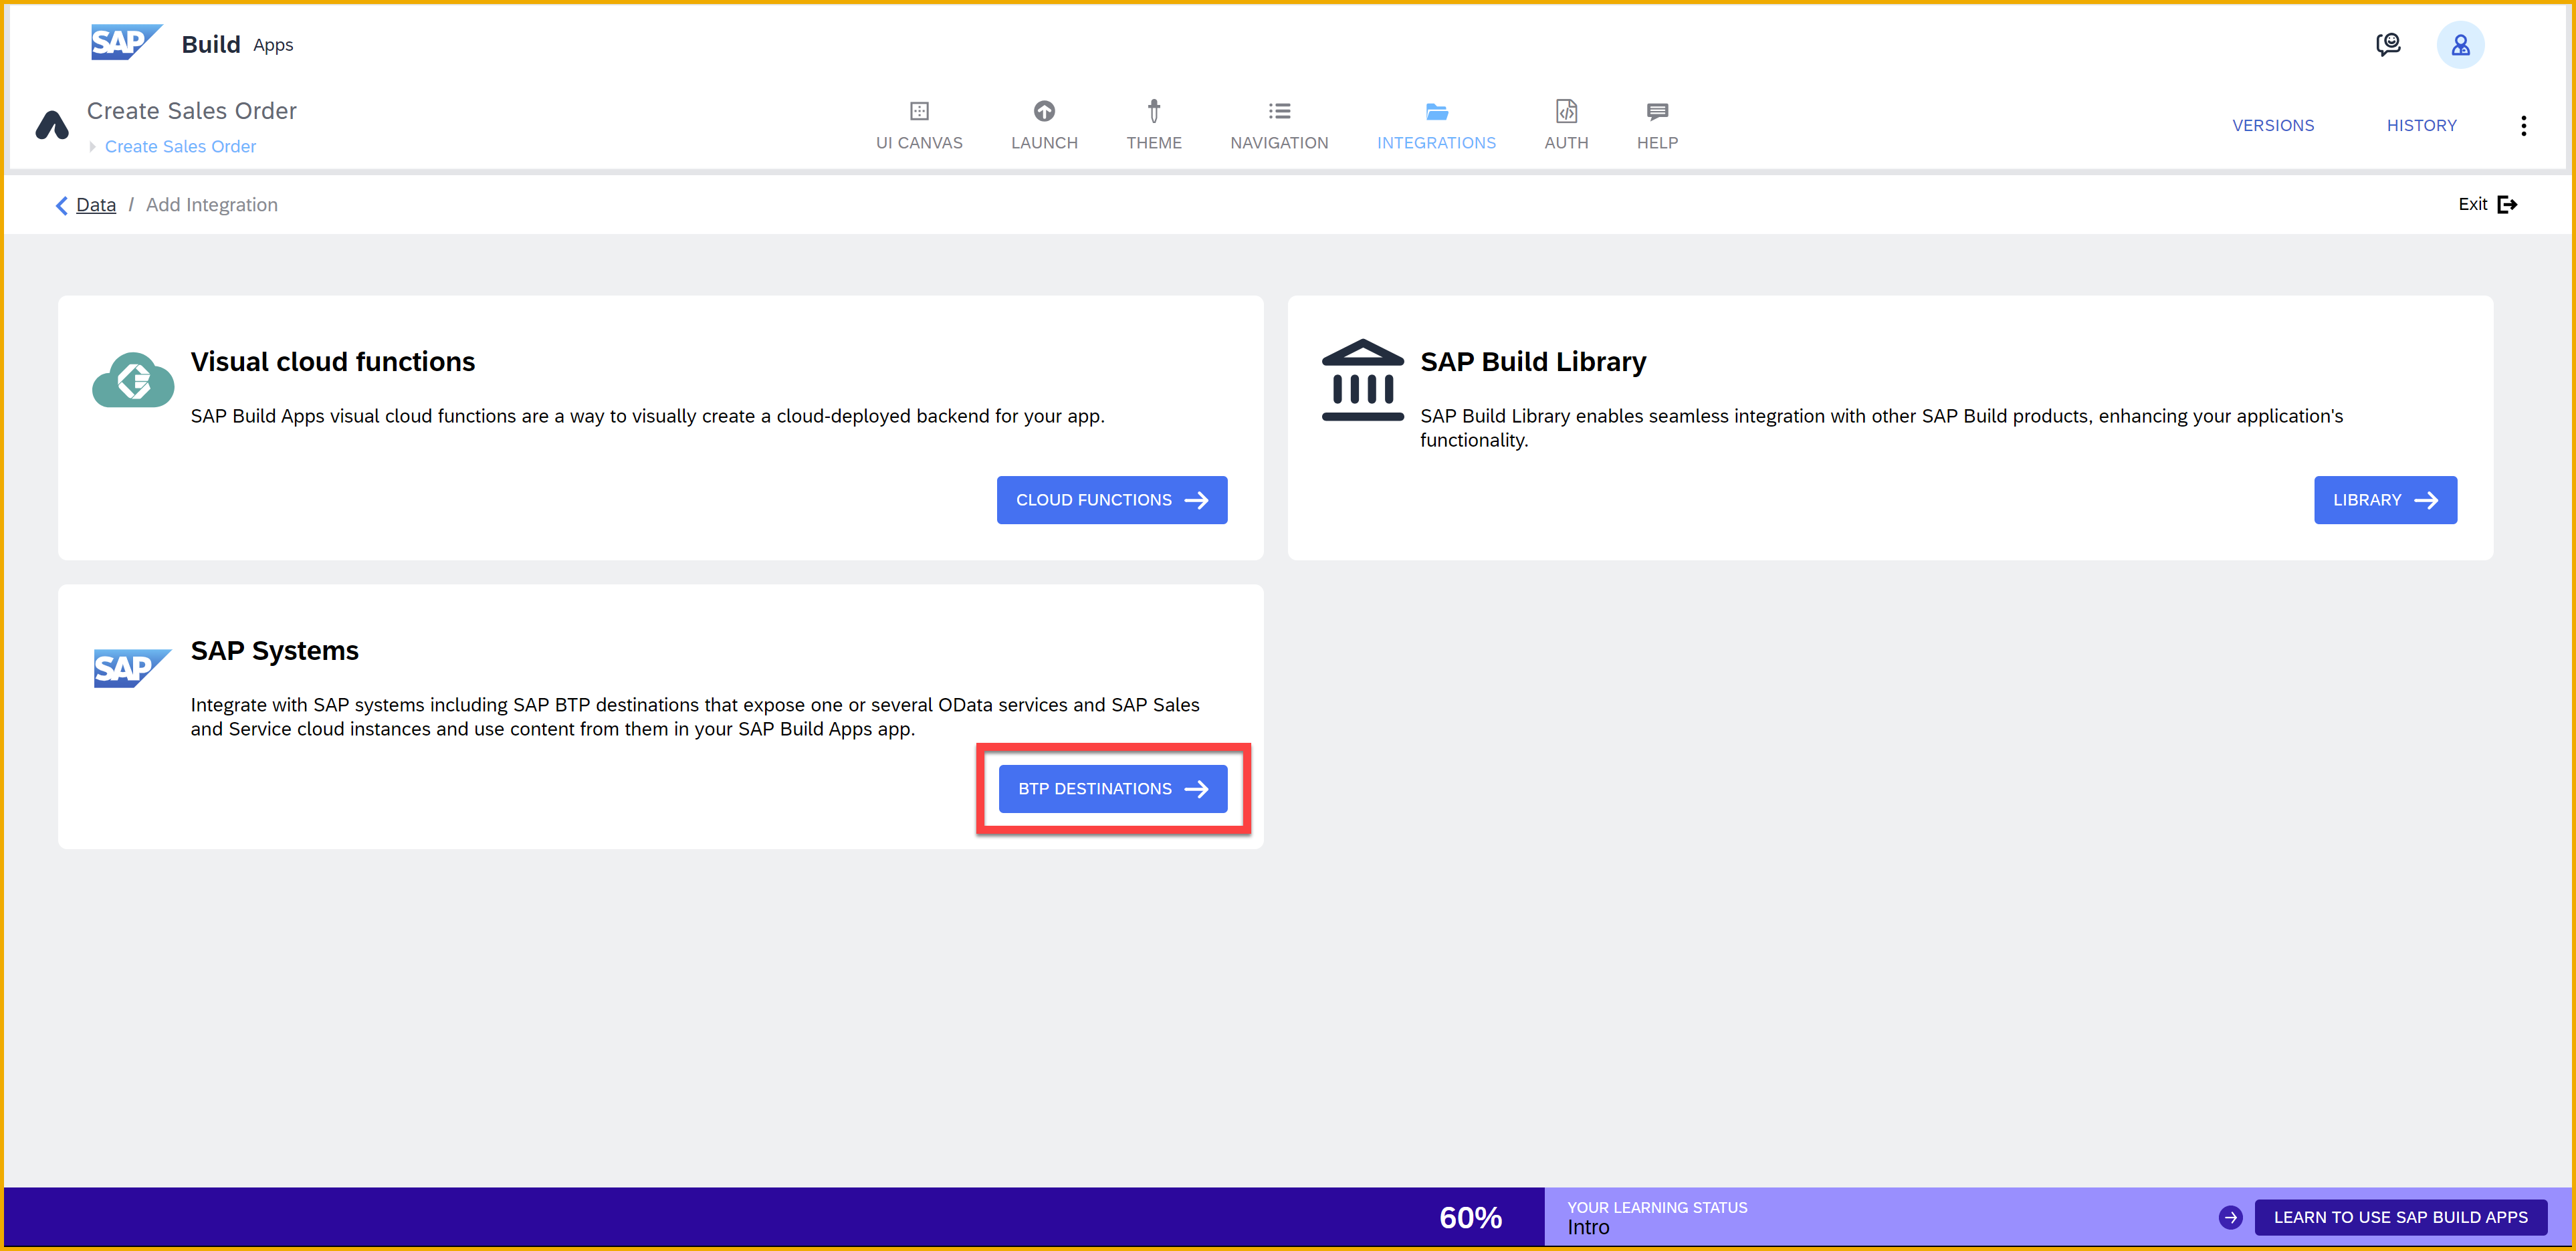 SAP Build Apps
Create Sales Order
Create Sales Order
UI CANVAS
LAUNCH
THEME
NAVIGATION
INTEGRATIONS
AUTH
HELP
VERSIONS
HISTORY
Data / Add Integration
Exit
Visual cloud functions
SAP Build Apps visual cloud functions are a way to visually create a cloud-deployed backend for your app.
CLOUD FUNCTIONS
SAP Build Library
SAP Build Library enables seamless integration with other SAP Build products, enhancing your application's
functionality.
LIBRARY
SAP
SAP Systems
Integrate with SAP systems including SAP BTP destinations that expose one or several OData services and SAP Sales
and Service cloud instances and use content from them in your SAP Build Apps app.
BTP DESTINATIONS
60%
YOUR LEARNING STATUS
Intro
LEARN TO USE SAP BUILD APPS